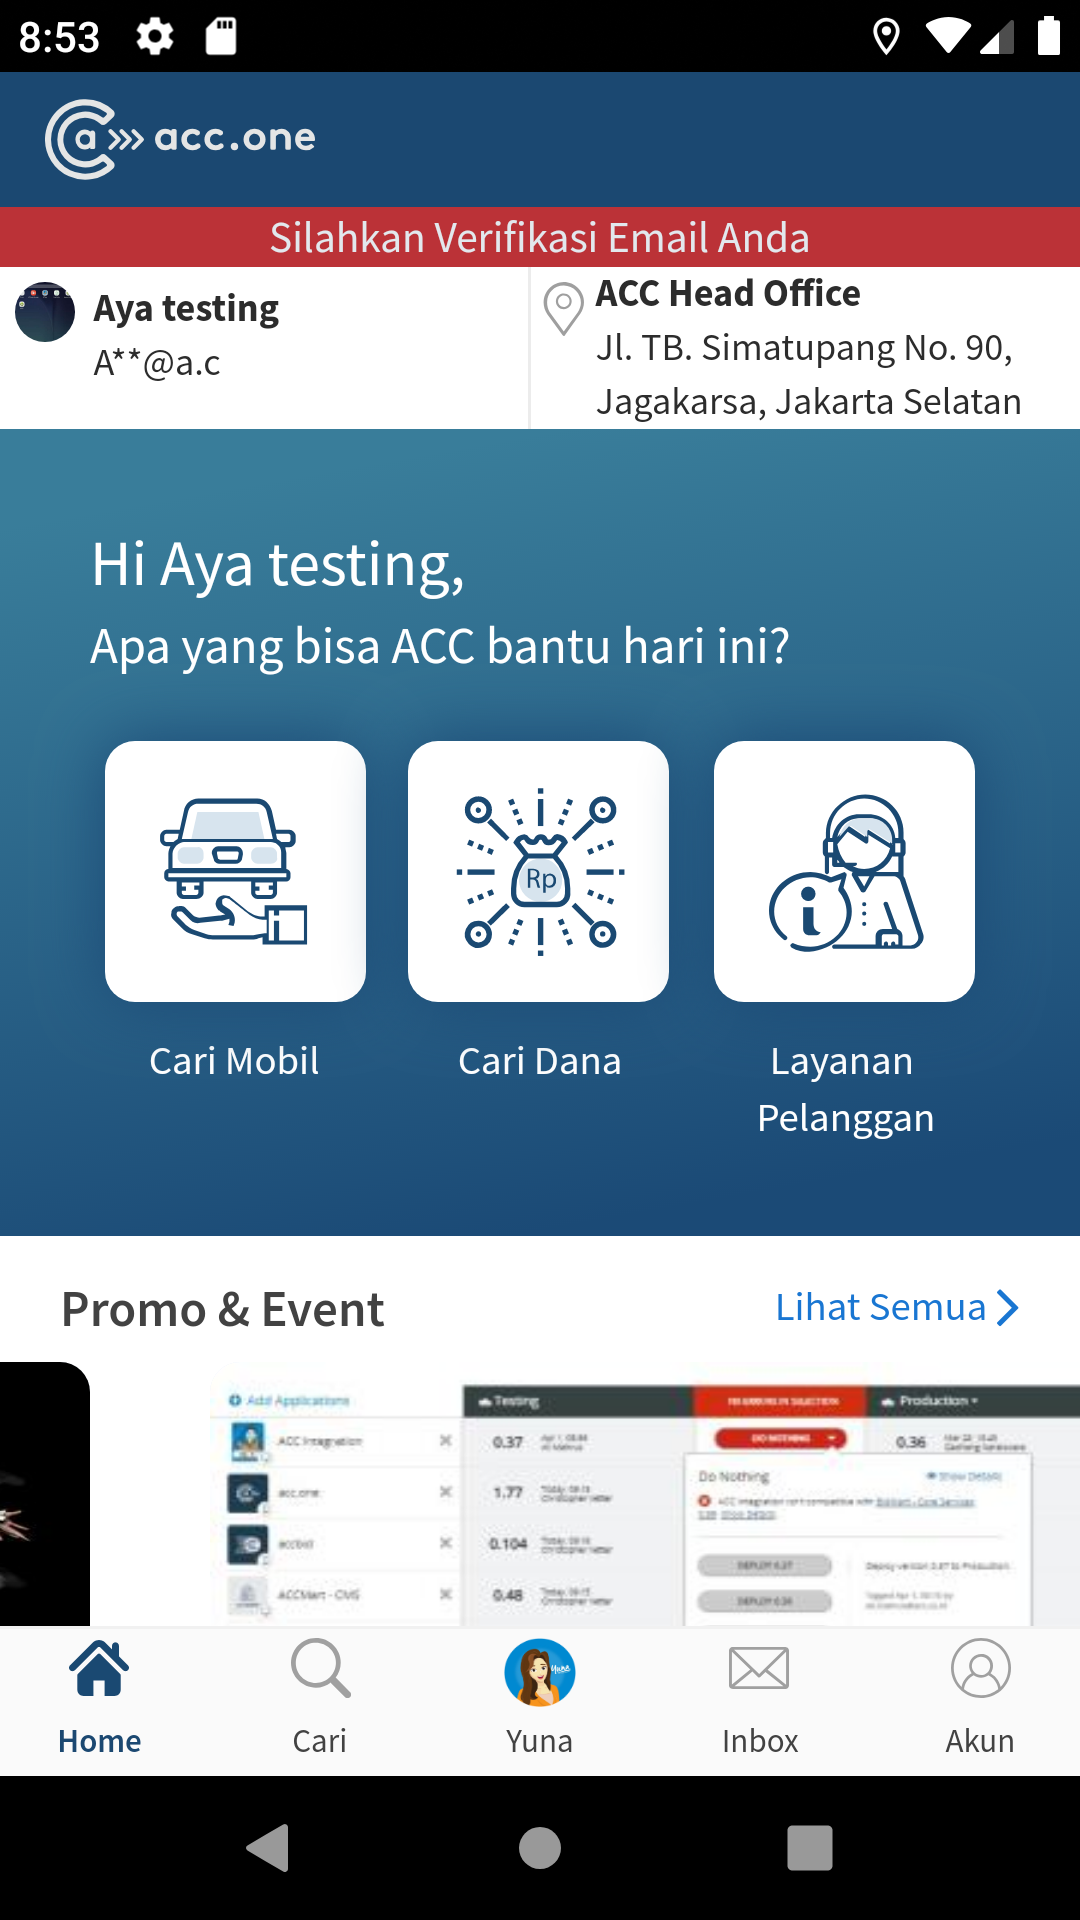 8:53
a acc.one
Silahkan Verifikasi Email Anda
Aya testing
A**@a.c
ACC Head Office
Jl. TB. Simatupang No. 90,
Jagakarsa, Jakarta Selatan
Hi Aya testing,
Apa yang bisa ACC bantu hari ini?
Rp
i
Cari Mobil
Cari Dana
Layanan
Pelanggan
Promo & Event
Lihat Semua
Add Applications
Testing
Production
ACC Integration
0.37
DO NOTHING
0.36
Do Nothing
Show Details
acc.one
1.77
0.104
ACCMart - CMS
0.48
Yuna
Home
Cari
Yuna
Inbox
Akun